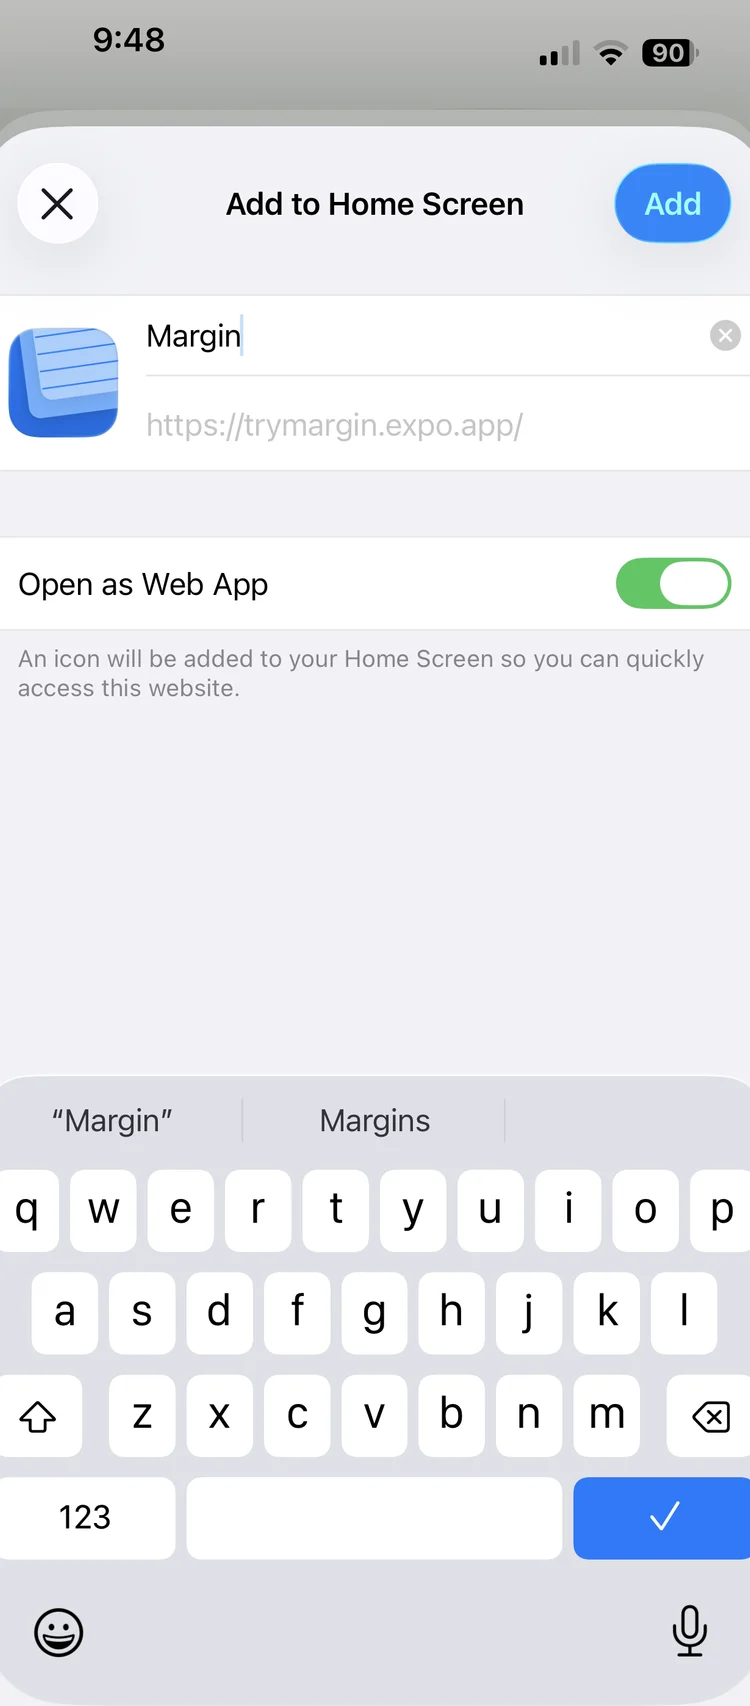 9:48
90
Add to Home Screen
Add
Margin
https://trymargin.expo.app/
Open as Web App
An icon will be added to your Home Screen so you can quickly
access this website.
“Margin” Margins
q w e r t y u i o p
a s d f g h j k l
z x c v b n m
123